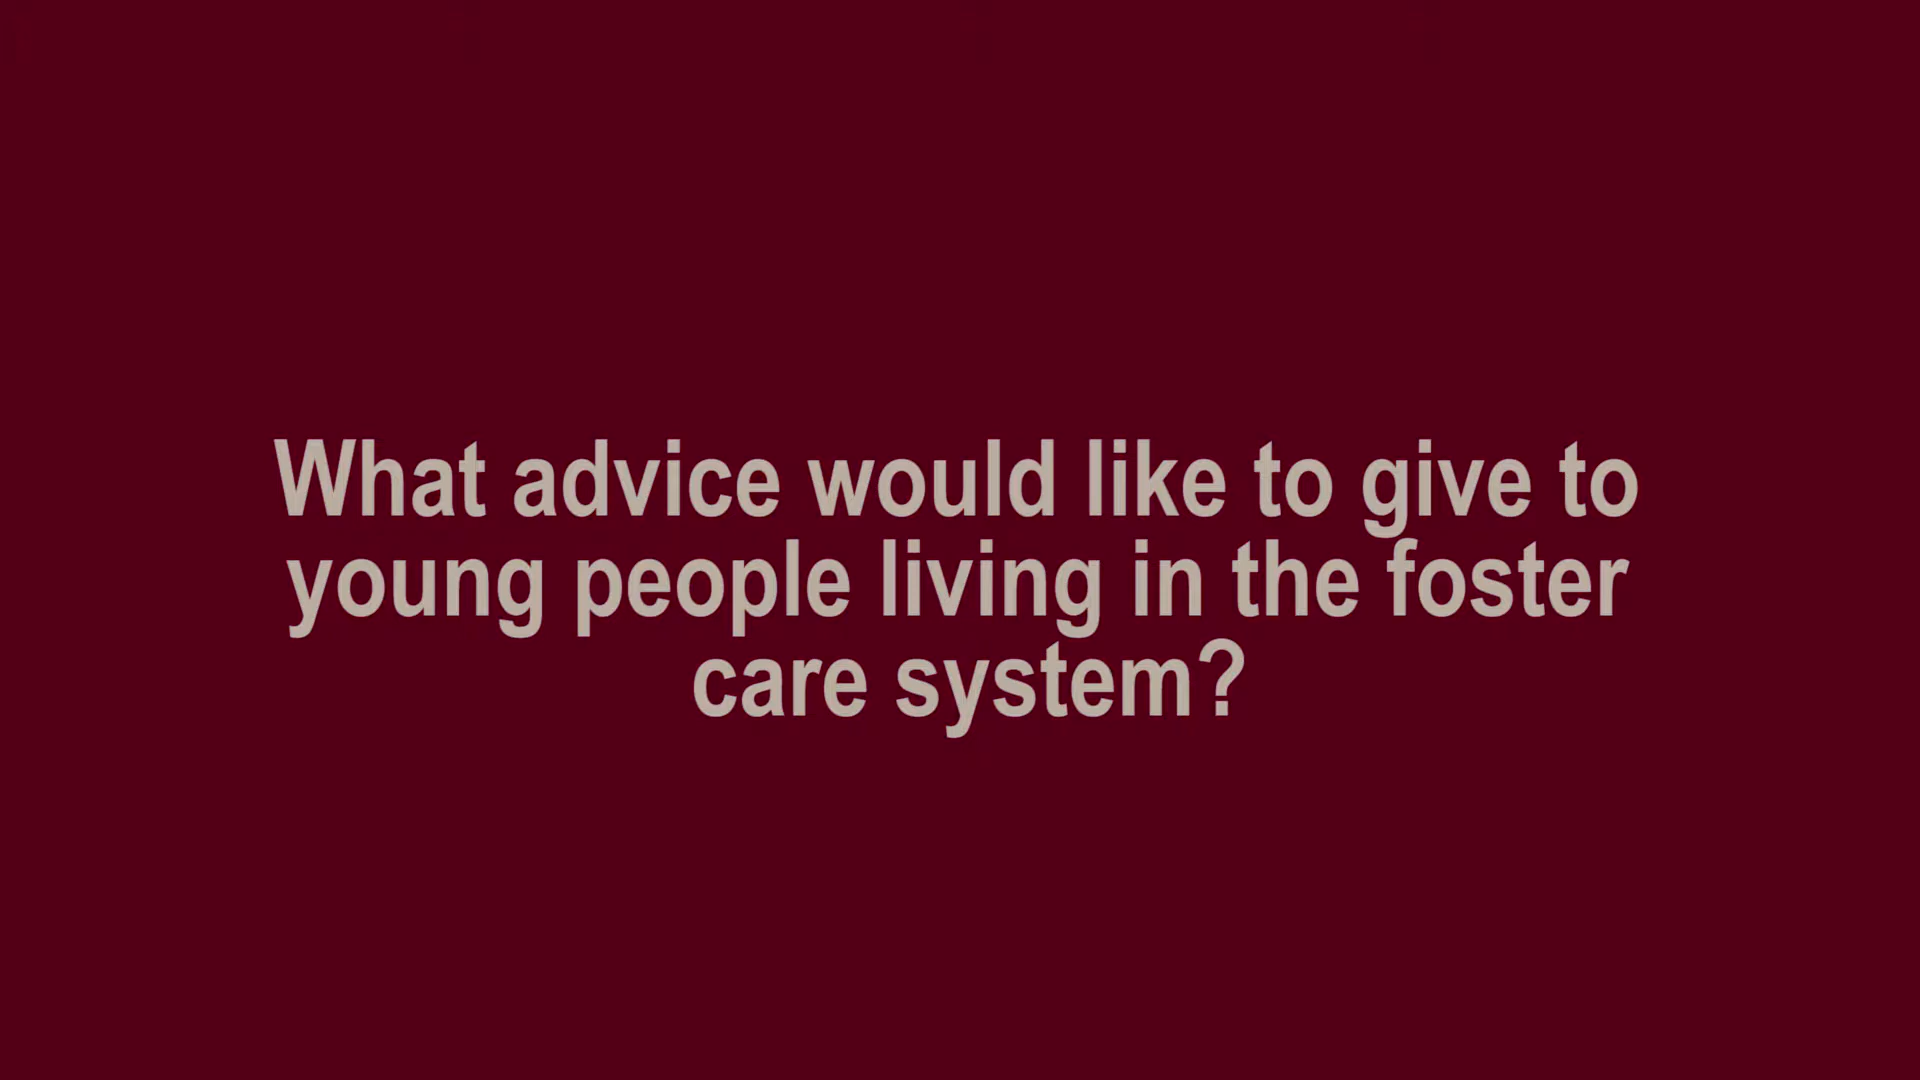 What advice would like to give to
young people living in the foster
care system?